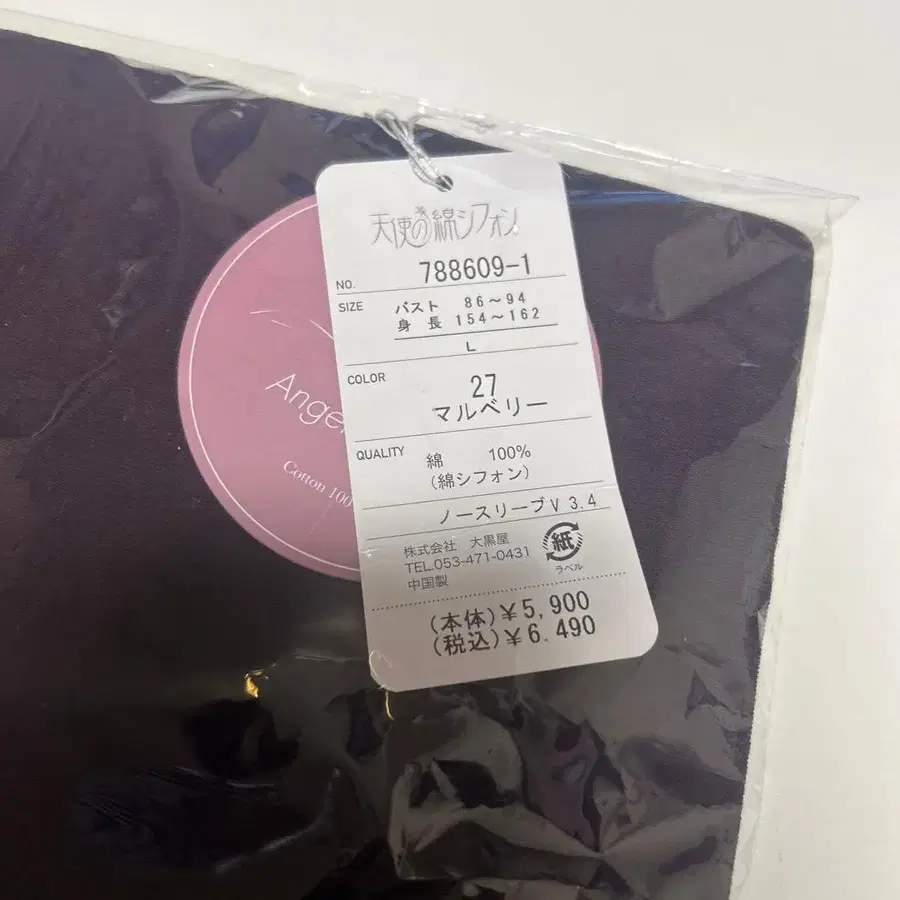 天使の綿シフォン
NO. 788609-1
SIZE バスト 86～94
身長 154～162
L
COLOR 27
マルベリー
QUALITY 綿 100%
(綿シフォン)
ノースリーブV 3.4
株式会社 大黒屋
TEL.053-471-0431
中国製
紙
ラベル
(本体)¥5,900
(税込)¥6.490
Cotton 100